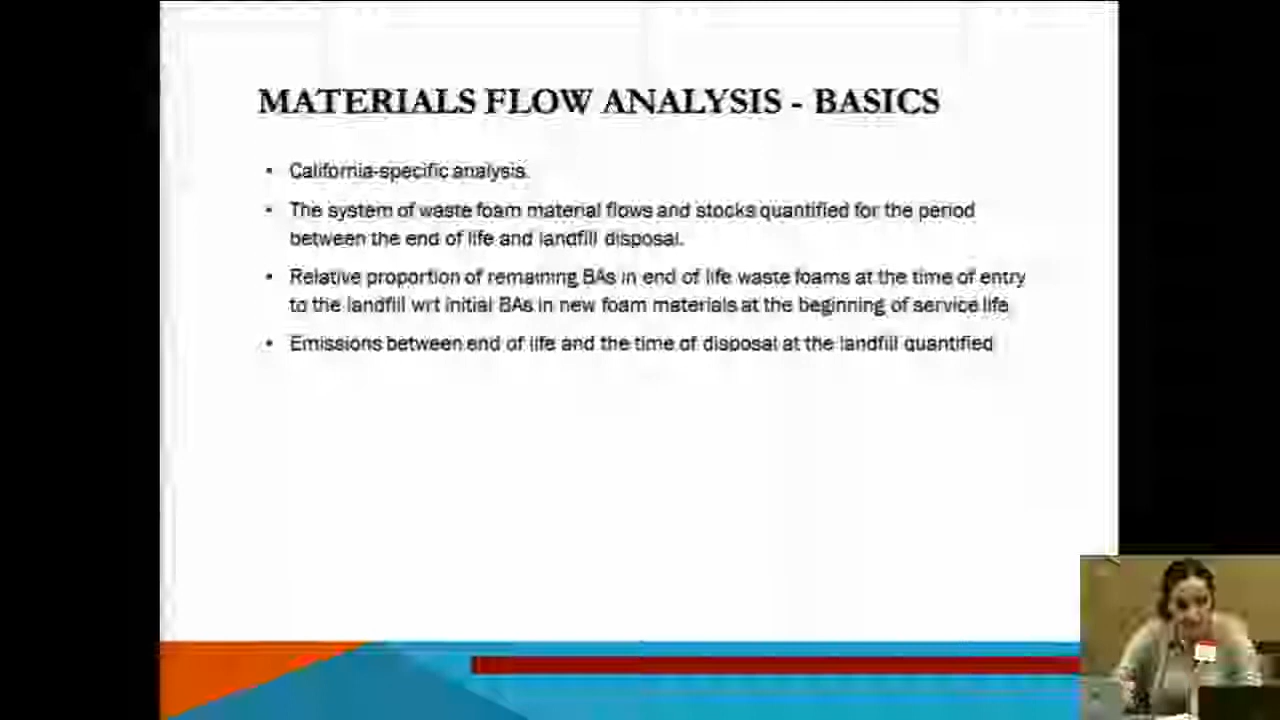 MATERIALS FLOW ANALYSIS - BASICS
• California-specific analysis.
• The system of waste foam material flows and stocks quantified for the period
between the end of life and landfill disposal.
• Relative proportion of remaining BAs in end of life waste foams at the time of entry
to the landfill wrt initial BAs in new foam materials at the beginning of service life
• Emissions between end of life and the time of disposal at the landfill quantified